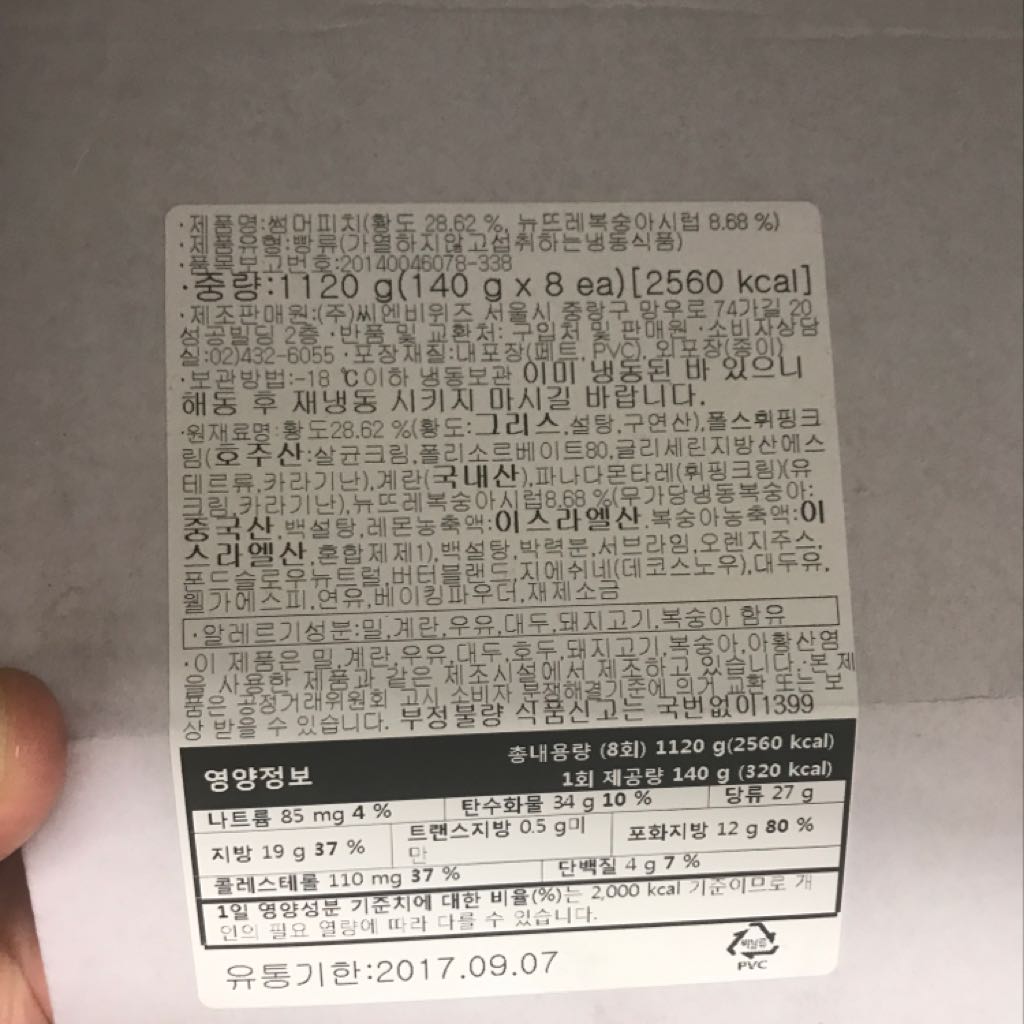 ·제품명:썸머피치(황도 28.62 %, 뉴뜨레복숭아시럽 8.68 %)
·제품유형:빵류(가열하지않고섭취하는냉동식품)
·품목보고번호:20140046078-338
·중량:1120 g(140 g x 8 ea)[2560 kcal]
·제조판매원:(주)씨엔비위즈 서울시 중랑구 망우로 74가길 20
성공빌딩 2층 ·반품 및 교환처: 구입처 및 판매원 ·소비자상담
실:02)432-6055 ·포장재질:내포장(페트, PVC), 외포장(종이)
·보관방법:-18 ℃이하 냉동보관 이미 냉동된 바 있으니
해동 후 재냉동 시키지 마시길 바랍니다.
·원재료명:황도28.62 %(황도:그리스,설탕,구연산),폴스휘핑크
림(호주산:살균크림,폴리소르베이트80,글리세린지방산에스
테르류,카라기난),계란(국내산),파나다몬타레(휘핑크림)(유
크림,카라기난),뉴뜨레복숭아시럽8.68 %(무가당냉동복숭아:
중국산,백설탕,레몬농축액:이스라엘산,복숭아농축액:이
스라엘산,혼합제제1),백설탕,박력분,서브라임,오렌지주스,
폰드슬로우뉴트럴,버터블랜드,지에쉬네(데코스노우),대두유,
웰가에스피,연유,베이킹파우더,재제소금
·알레르기성분:밀,계란,우유,대두,돼지고기,복숭아 함유
·이 제품은 밀,계란,우유,대두,호두,돼지고기,복숭아,아황산염
을 사용한 제품과 같은 제조시설에서 제조하고 있습니다.·본 제
품은 공정거래위원회 고시 소비자 분쟁해결기준에 의거 교환 또는 보
상 받을 수 있습니다. 부정불량 식품신고는 국번없이1399
총내용량 (8회) 1120 g(2560 kcal)
영양정보
1회 제공량 140 g (320 kcal)
나트륨 85 mg 4 % 탄수화물 34 g 10 % 당류 27 g
지방 19 g 37 % 트랜스지방 0.5 g미 포화지방 12 g 80 %
만
콜레스테롤 110 mg 37 % 단백질 4 g 7 %
1일 영양성분 기준치에 대한 비율(%)는 2,000 kcal 기준이므로 개
인의 필요 열량에 따라 다를 수 있습니다.
유통기한:2017.09.07
비닐류
PVC